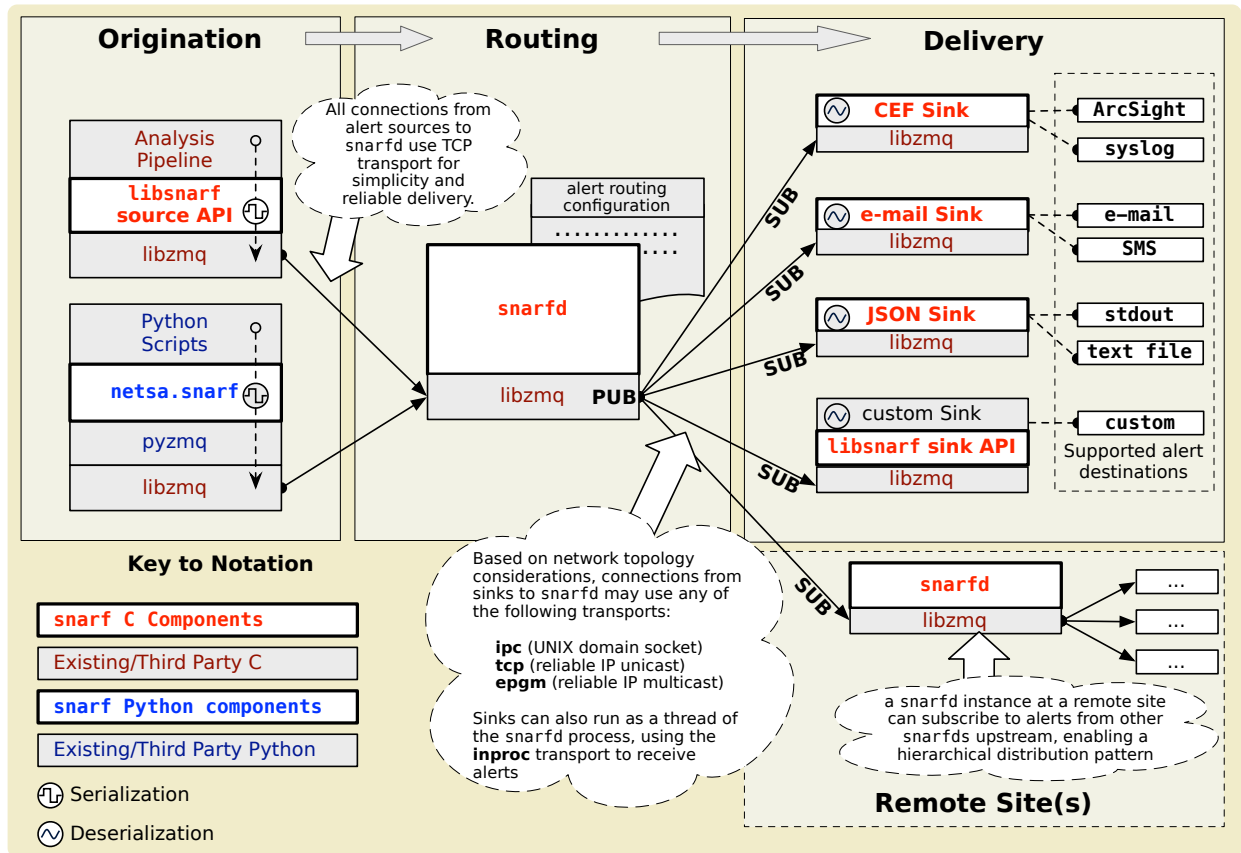 Origination
Routing
Delivery
All connections from
alert sources to
snarfd use TCP
transport for
simplicity and
reliable delivery.
Analysis
Pipeline
libsnarf
source API
libzmq
Python
Scripts
netsa.snarf
pyzmq
libzmq
alert routing
configuration
.............
....
snarfd
libzmq
PUB
SUB
SUB
SUB
SUB
SUB
CEF Sink
libzmq
e-mail Sink
libzmq
JSON Sink
libzmq
custom Sink
libsnarf sink API
libzmq
ArcSight
syslog
e-mail
SMS
stdout
text file
custom
Supported alert
destinations
Key to Notation
snarf C Components
Existing/Third Party C
snarf Python components
Existing/Third Party Python
Serialization
Deserialization
Based on network topology
considerations, connections from
sinks to snarfd may use any of
the following transports:
ipc (UNIX domain socket)
tcp (reliable IP unicast)
epgm (reliable IP multicast)
Sinks can also run as a thread of
the snarfd process, using the
inproc transport to receive
alerts
snarfd
libzmq
...
...
...
a snarfd instance at a remote site
can subscribe to alerts from other
snarfds upstream, enabling a
hierarchical distribution pattern
Remote Site(s)